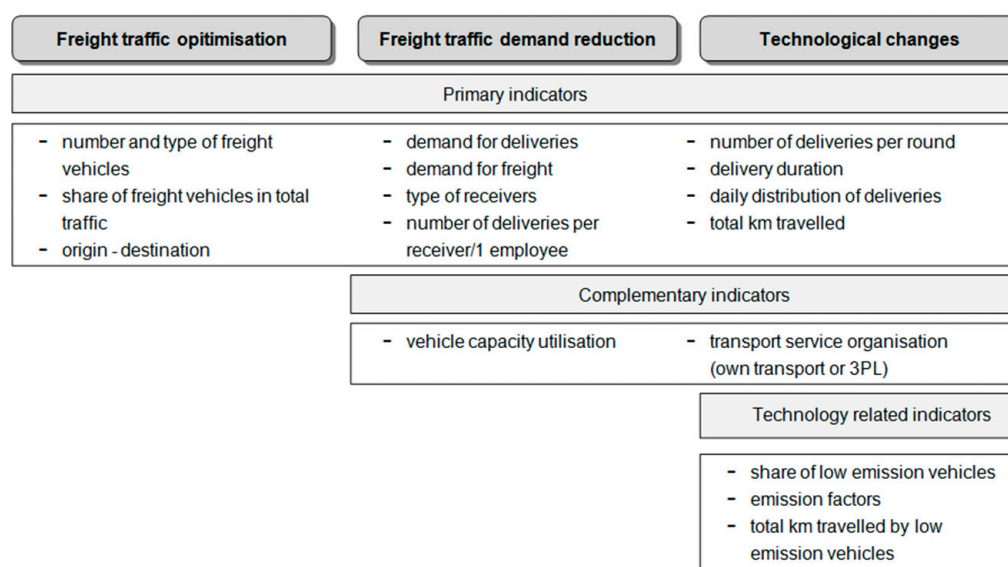 Freight traffic opitimisation
Freight traffic demand reduction
Technological changes
Primary indicators
- number and type of freight
vehicles
- share of freight vehicles in total
traffic
- origin - destination
- demand for deliveries
- demand for freight
- type of receivers
- number of deliveries per
receiver/1 employee
- number of deliveries per round
- delivery duration
- daily distribution of deliveries
- total km travelled
Complementary indicators
- vehicle capacity utilisation
- transport service organisation
(own transport or 3PL)
Technology related indicators
- share of low emission vehicles
- emission factors
- total km travelled by low
emission vehicles